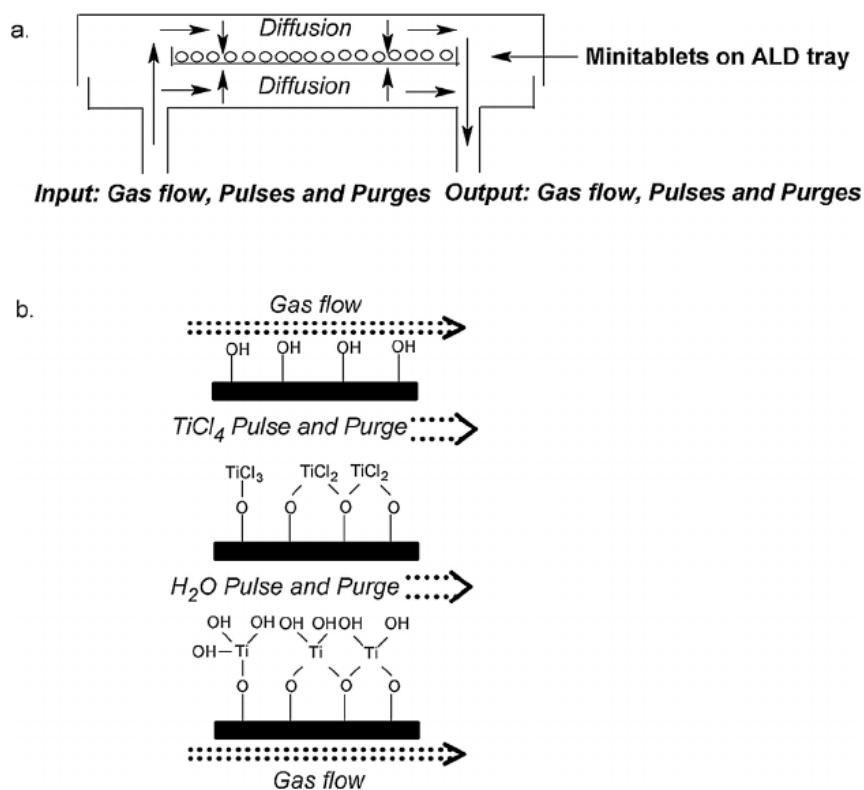 a.
Diffusion
Minitablets on ALD tray
Diffusion
Input: Gas flow, Pulses and Purges Output: Gas flow, Pulses and Purges
b.
Gas flow
OH OH OH OH
TiCl4 Pulse and Purge
TiCl3 TiCl2 TiCl2
O O O O
H2O Pulse and Purge
OH OH OH OH OH OH
OH Ti Ti Ti
O O O O
Gas flow